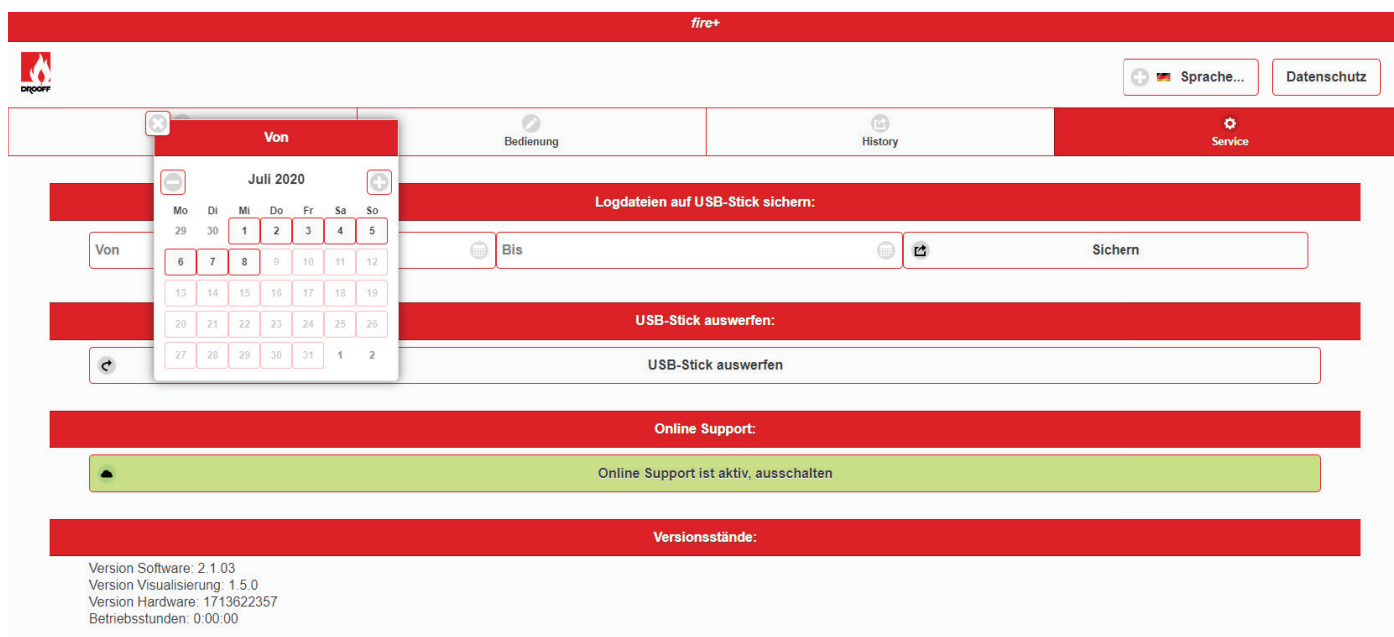 fire+
DROOFF
Sprache...
Datenschutz
Bedienung
History
Service
Von
Juli 2020
Mo Di Mi Do Fr Sa So
29 30 1 2 3 4 5
6 7 8 9 10 11 12
13 14 15 16 17 18 19
20 21 22 23 24 25 26
27 28 29 30 31 1 2
Logdateien auf USB-Stick sichern:
Von
Bis
Sichern
USB-Stick auswerfen:
USB-Stick auswerfen
Online Support:
Online Support ist aktiv, ausschalten
Versionsstände:
Version Software: 2.1.03
Version Visualisierung: 1.5.0
Version Hardware: 1713622357
Betriebsstunden: 0:00:00